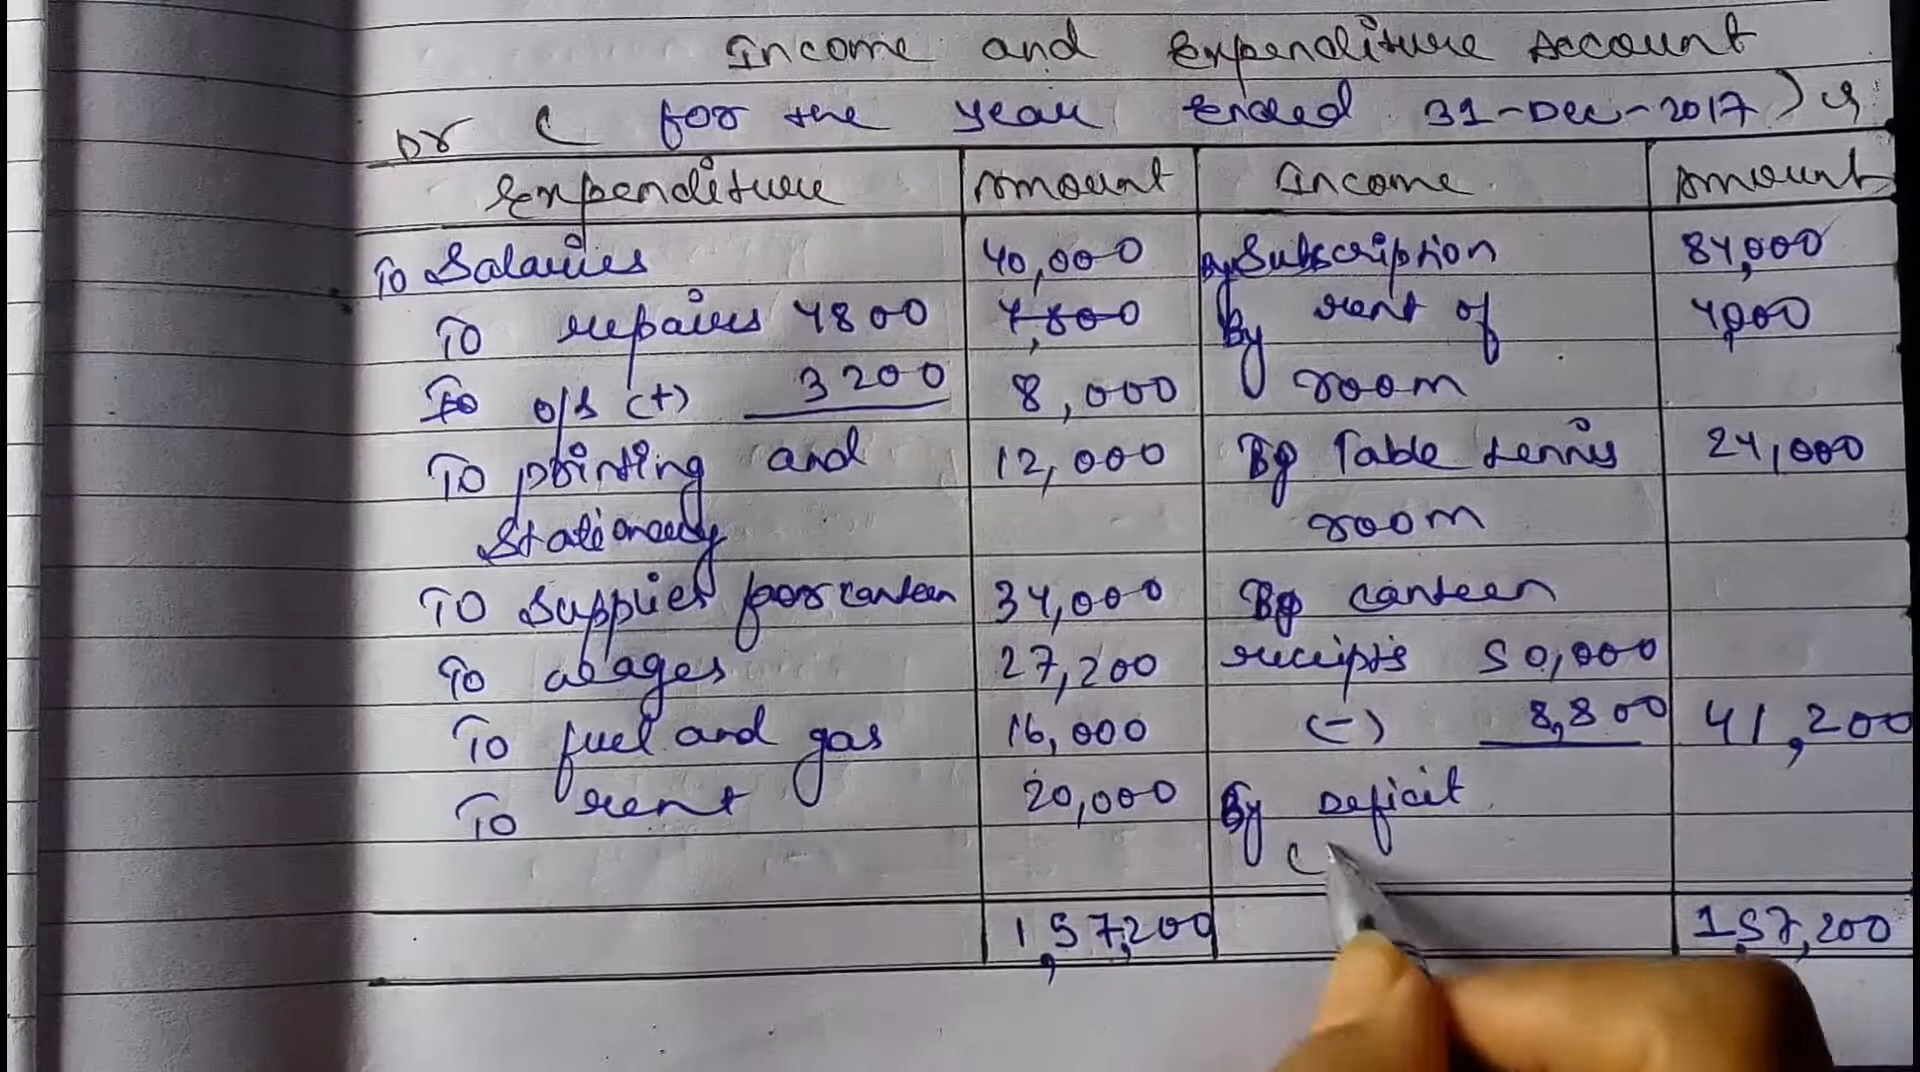 Income and Expenditure Account
Dr ( for the year ended 31-Dec-2017) Cr
Expenditure Amount Income Amount
To Salaries 40,000 By Subscription 84,000
To repairs 4800 4,800 By rent of 4,000
To o/s (+) 3200 8,000 room
To printing and 12,000 By Table tennis 24,000
Stationery room
To Supplies for canteen 34,000 By canteen
To wages 27,200 receipts 50,000
To fuel and gas 16,000 (-) 8,800 41,200
To rent 20,000 By Deficit
(
1,57,200 1,57,200